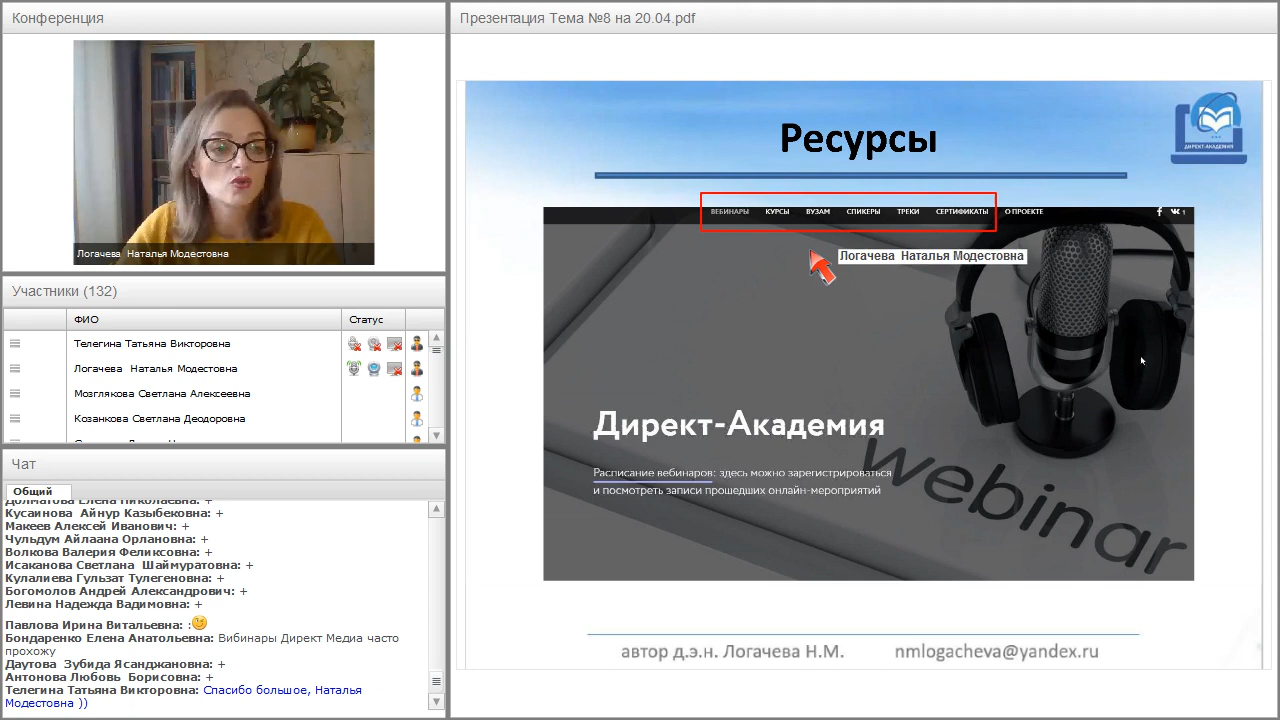 Конференция
Логачева  Наталья Модестовна
Участники (132)
ФИО
Статус
Телегина Татьяна Викторовна
Логачева  Наталья Модестовна
Мозглякова Светлана Алексеевна
Козанкова Светлана Деодоровна
Чат
Общий
Долматова Елена Николаевна: +
Кусаинова  Айнур Казыбековна: +
Макеев Алексей Иванович: +
Чульдум Айлаана Орлановна: +
Волкова Валерия Феликсовна: +
Исаканова Светлана  Шаймуратовна: +
Кулалиева Гульзат Тулегеновна: +
Богомолов Андрей Александрович: +
Левина Надежда Вадимовна: +
Павлова Ирина Витальевна: :
Бондаренко Елена Анатольевна: Вебинары Директ Медиа часто
прохожу
Даутова  Зубида Ясанджановна: +
Антонова Любовь  Борисовна: +
Телегина Татьяна Викторовна: Спасибо большое, Наталья
Модестовна ))
Презентация Тема №8 на 20.04.pdf
Ресурсы
ДИРЕКТ-АКАДЕМИЯ
ВЕБИНАРЫ КУРСЫ ВУЗАМ СПИКЕРЫ ТРЕКИ СЕРТИФИКАТЫ О ПРОЕКТЕ
Логачева  Наталья Модестовна
Директ-Академия
Расписание вебинаров: здесь можно зарегистрироваться
и посмотреть записи прошедших онлайн-мероприятий
webinar
автор д.э.н. Логачева Н.М. nmlogacheva@yandex.ru